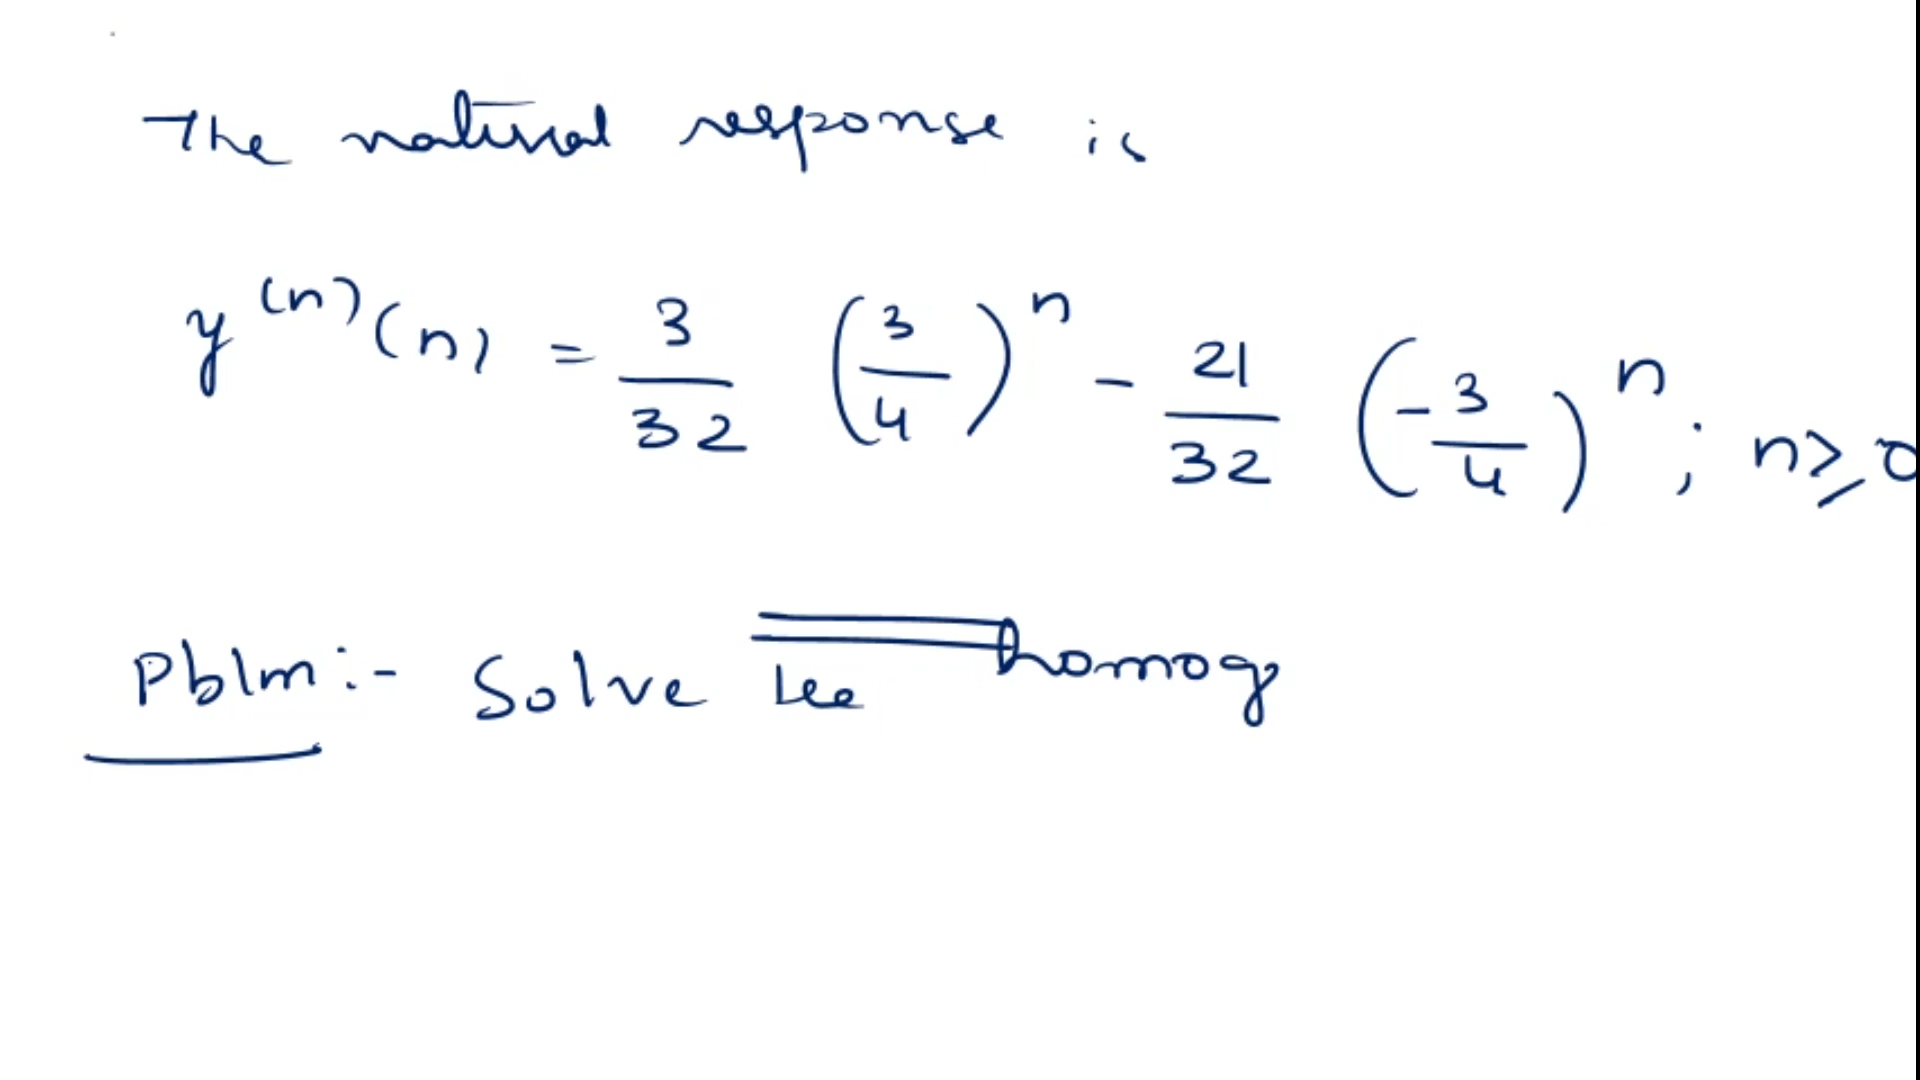 The natural response is
y^(n)(n) = 3/32 (3/4)^n - 21/32 (-3/4)^n ; n≥0
Pblm:- Solve the homog